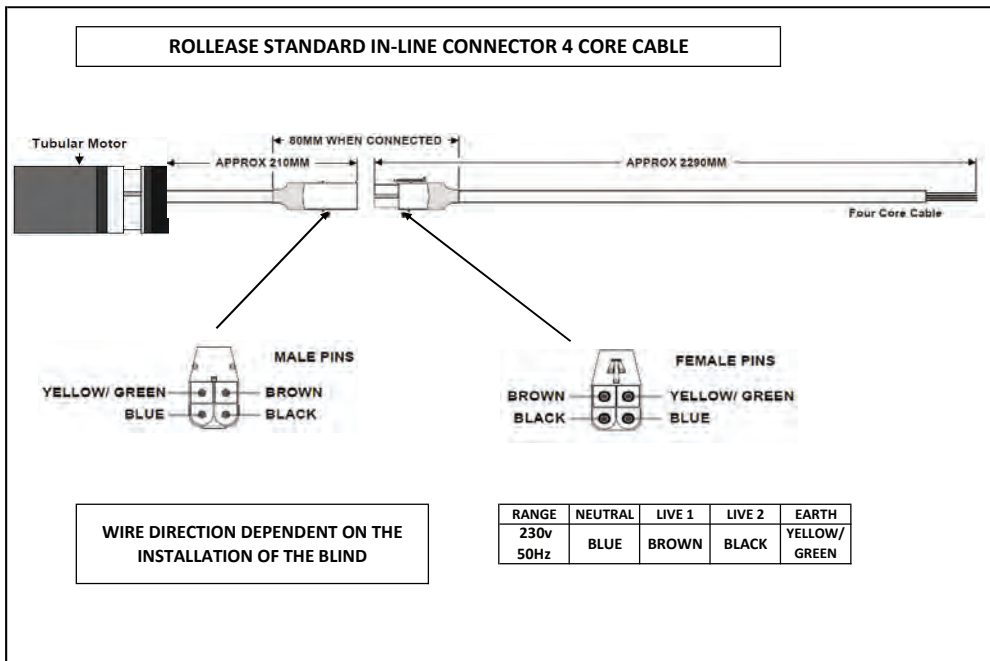 ROLLEASE STANDARD IN-LINE CONNECTOR 4 CORE CABLE
Tubular Motor
80MM WHEN CONNECTED
APPROX 210MM
APPROX 2290MM
Four Core Cable
MALE PINS
YELLOW/ GREEN
BROWN
BLUE
BLACK
FEMALE PINS
BROWN
YELLOW/ GREEN
BLACK
BLUE
WIRE DIRECTION DEPENDENT ON THE
INSTALLATION OF THE BLIND
RANGE NEUTRAL LIVE 1 LIVE 2 EARTH
230v
50Hz
BLUE BROWN BLACK
YELLOW/
GREEN